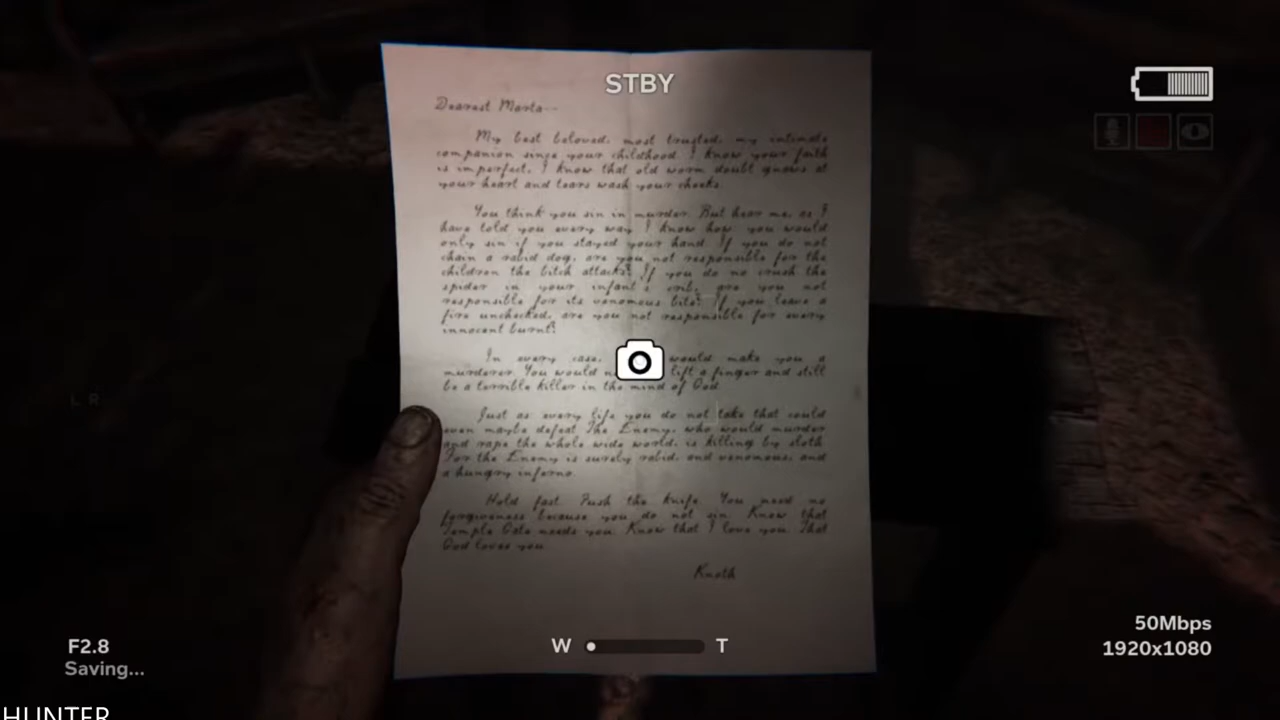 STBY
Dearest Marta--
My best beloved, most trusted, my intimate
companion since your childhood. I know your faith
is imperfect, I know that old worm doubt gnaws at
your heart and tears wash your cheeks.
You think you sin in murder. But hear me, as I
have told you every way I know how: you would
only sin if you stayed your hand. If you do not
chain a rabid dog, are you not responsible for the
children the bitch attacks? If you do no crush the
spider in your infant's crib, are you not
responsible for its venomous bite? If you leave a
fire unchecked, are you not responsible for every
innocent burnt?
In every case, would make you a
murderer. You would lift a finger and still
be a terrible killer in the mind of God.
Just as every life you do not take that could
even maybe defeat The Enemy, who would murder
and rape the whole wide world, is killing by sloth.
For the Enemy is surely rabid, and venomous, and
a hungry inferno.
Hold fast. Push the knife. You need no
forgiveness because you do not sin. Know that
Temple Gate needs you. Know that I love you. That
God loves you.
Knoth
L R
F2.8
Saving...
W T
50Mbps
1920x1080
HUNTER